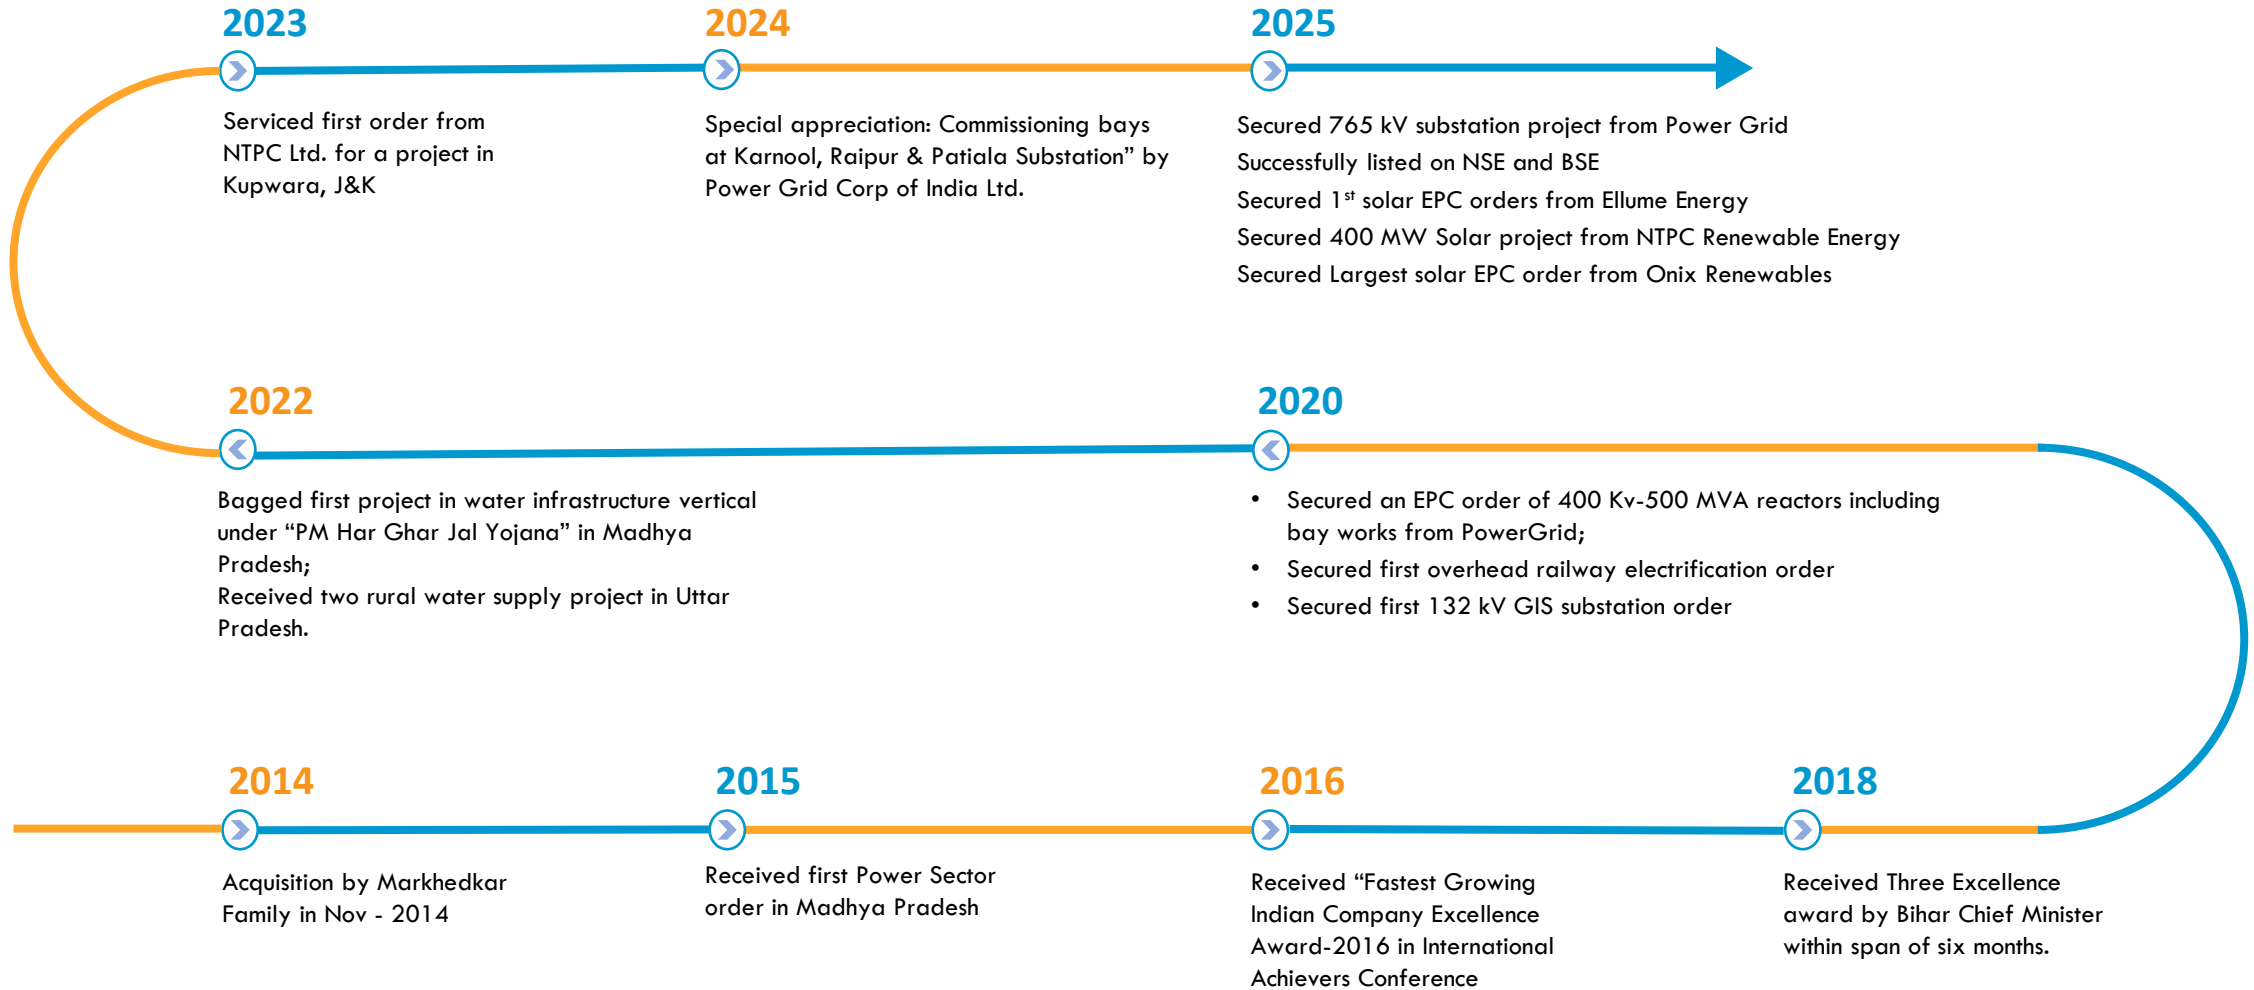 2023
Serviced first order from
NTPC Ltd. for a project in
Kupwara, J&K
2024
Special appreciation: Commissioning bays
at Karnool, Raipur & Patiala Substation” by
Power Grid Corp of India Ltd.
2025
Secured 765 kV substation project from Power Grid
Successfully listed on NSE and BSE
Secured 1st solar EPC orders from Ellume Energy
Secured 400 MW Solar project from NTPC Renewable Energy
Secured Largest solar EPC order from Onix Renewables
2022
Bagged first project in water infrastructure vertical
under “PM Har Ghar Jal Yojana” in Madhya
Pradesh;
Received two rural water supply project in Uttar
Pradesh.
2020
• Secured an EPC order of 400 Kv-500 MVA reactors including
bay works from PowerGrid;
• Secured first overhead railway electrification order
• Secured first 132 kV GIS substation order
2014
Acquisition by Markhedkar
Family in Nov - 2014
2015
Received first Power Sector
order in Madhya Pradesh
2016
Received “Fastest Growing
Indian Company Excellence
Award-2016 in International
Achievers Conference
2018
Received Three Excellence
award by Bihar Chief Minister
within span of six months.